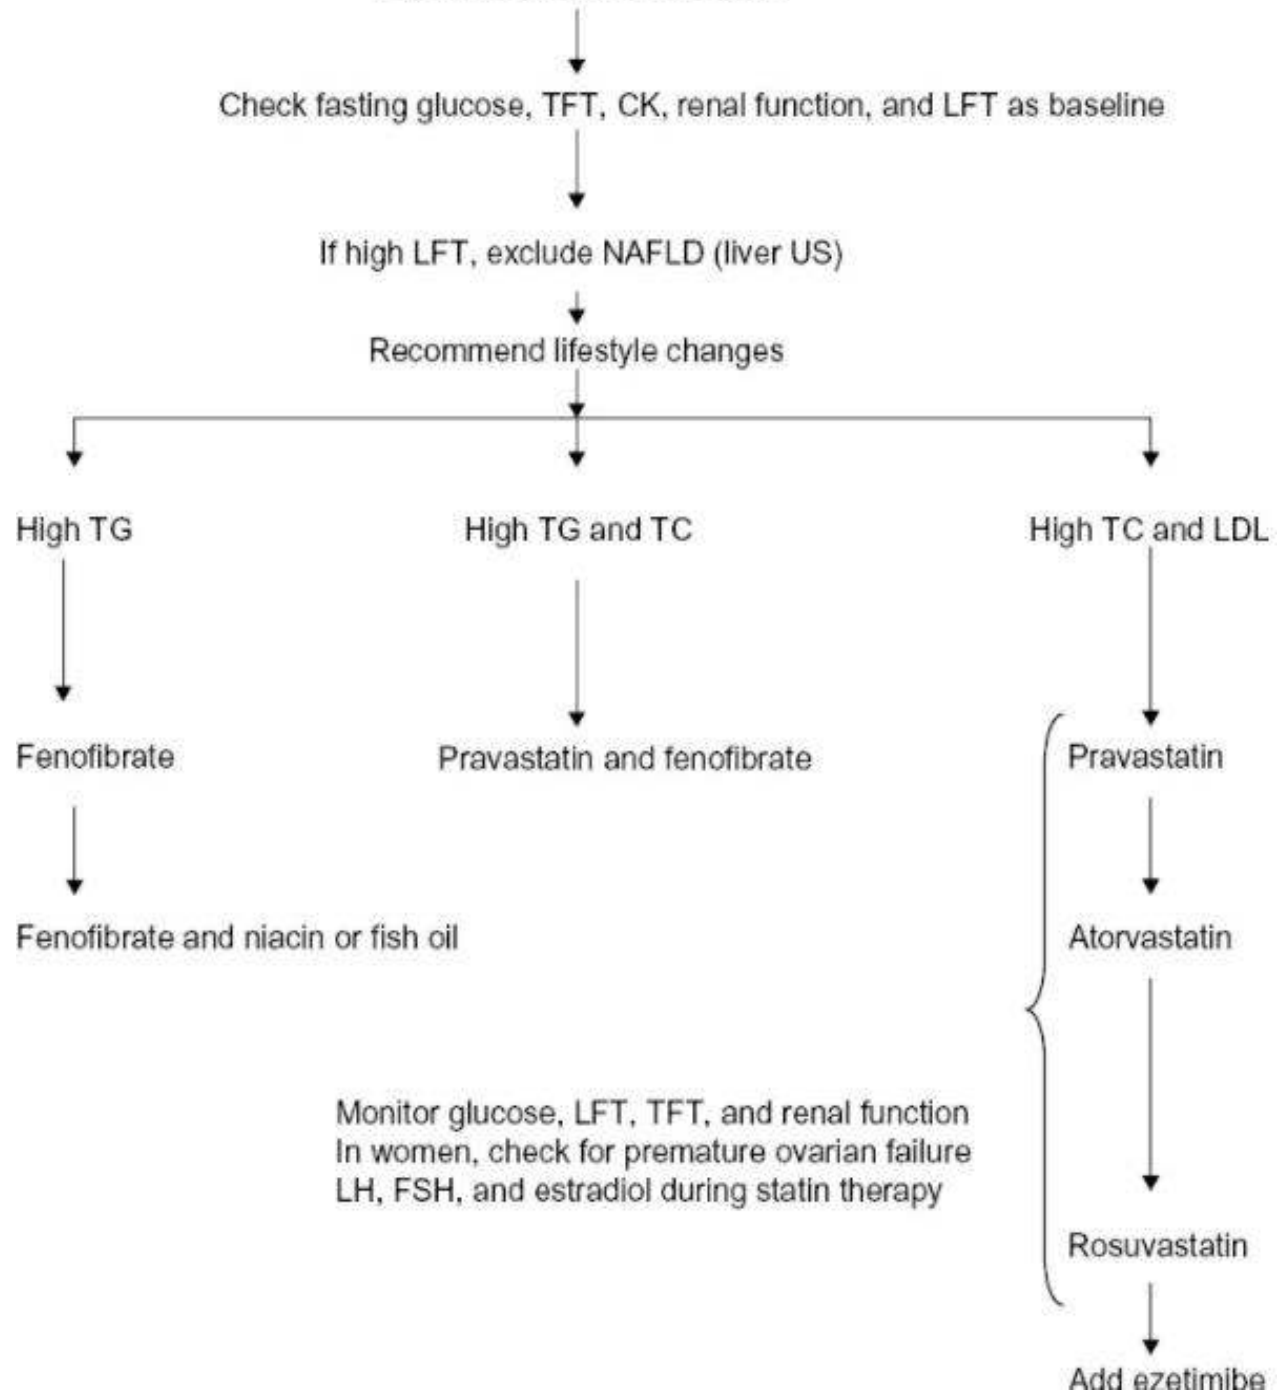 Check fasting glucose, TFT, CK, renal function, and LFT as baseline
If high LFT, exclude NAFLD (liver US)
Recommend lifestyle changes
High TG
High TG and TC
High TC and LDL
Fenofibrate
Pravastatin and fenofibrate
Pravastatin
Fenofibrate and niacin or fish oil
Atorvastatin
Monitor glucose, LFT, TFT, and renal function
In women, check for premature ovarian failure
LH, FSH, and estradiol during statin therapy
Rosuvastatin
Add ezetimibe